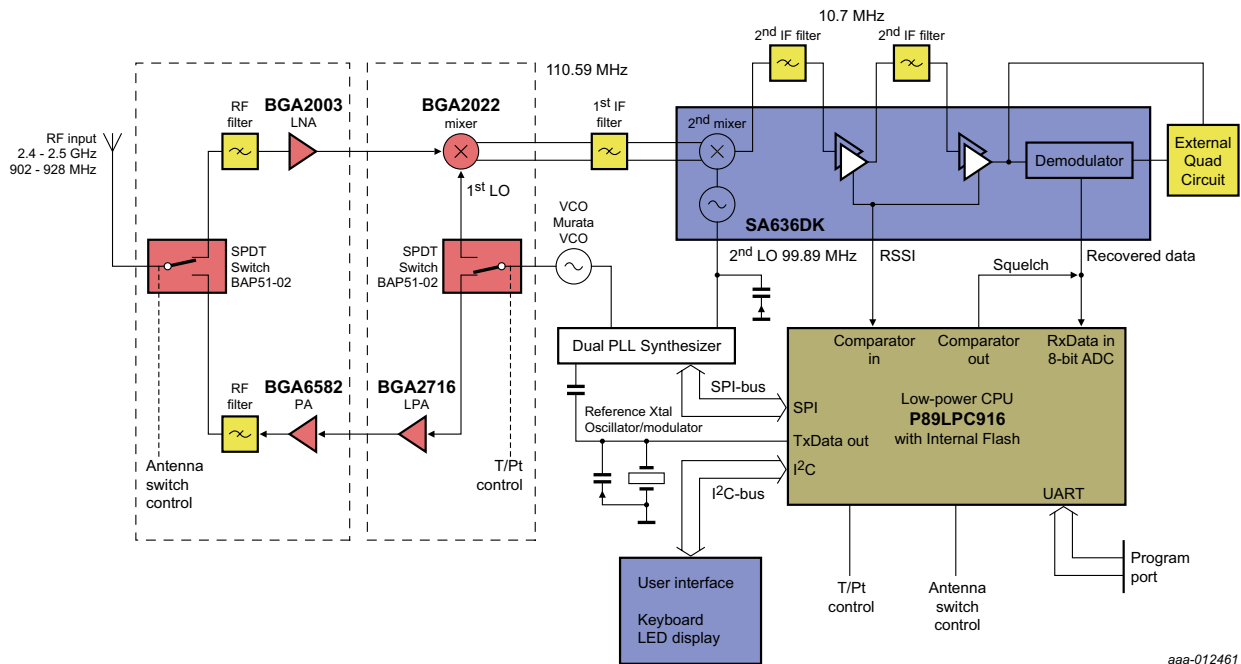 10.7 MHz
2nd IF filter
2nd IF filter
110.59 MHz
RF
filter
BGA2003
LNA
BGA2022
mixer
1st IF
filter
2nd mixer
RF input
2.4 - 2.5 GHz
902 - 928 MHz
1st LO
Demodulator
External
Quad
Circuit
VCO
Murata
VCO
SA636DK
SPDT
Switch
BAP51-02
SPDT
Switch
BAP51-02
2nd LO 99.89 MHz
RSSI
Squelch
Recovered data
Dual PLL Synthesizer
Comparator
in
Comparator
out
RxData in
8-bit ADC
RF
filter
BGA6582
PA
BGA2716
LPA
SPI-bus
SPI
Low-power CPU
P89LPC916
with Internal Flash
Reference Xtal
Oscillator/modulator
TxData out
I2C
I2C-bus
UART
Antenna
switch
control
T/Pt
control
User interface
Keyboard
LED display
T/Pt
control
Antenna
switch
control
Program
port
aaa-012461